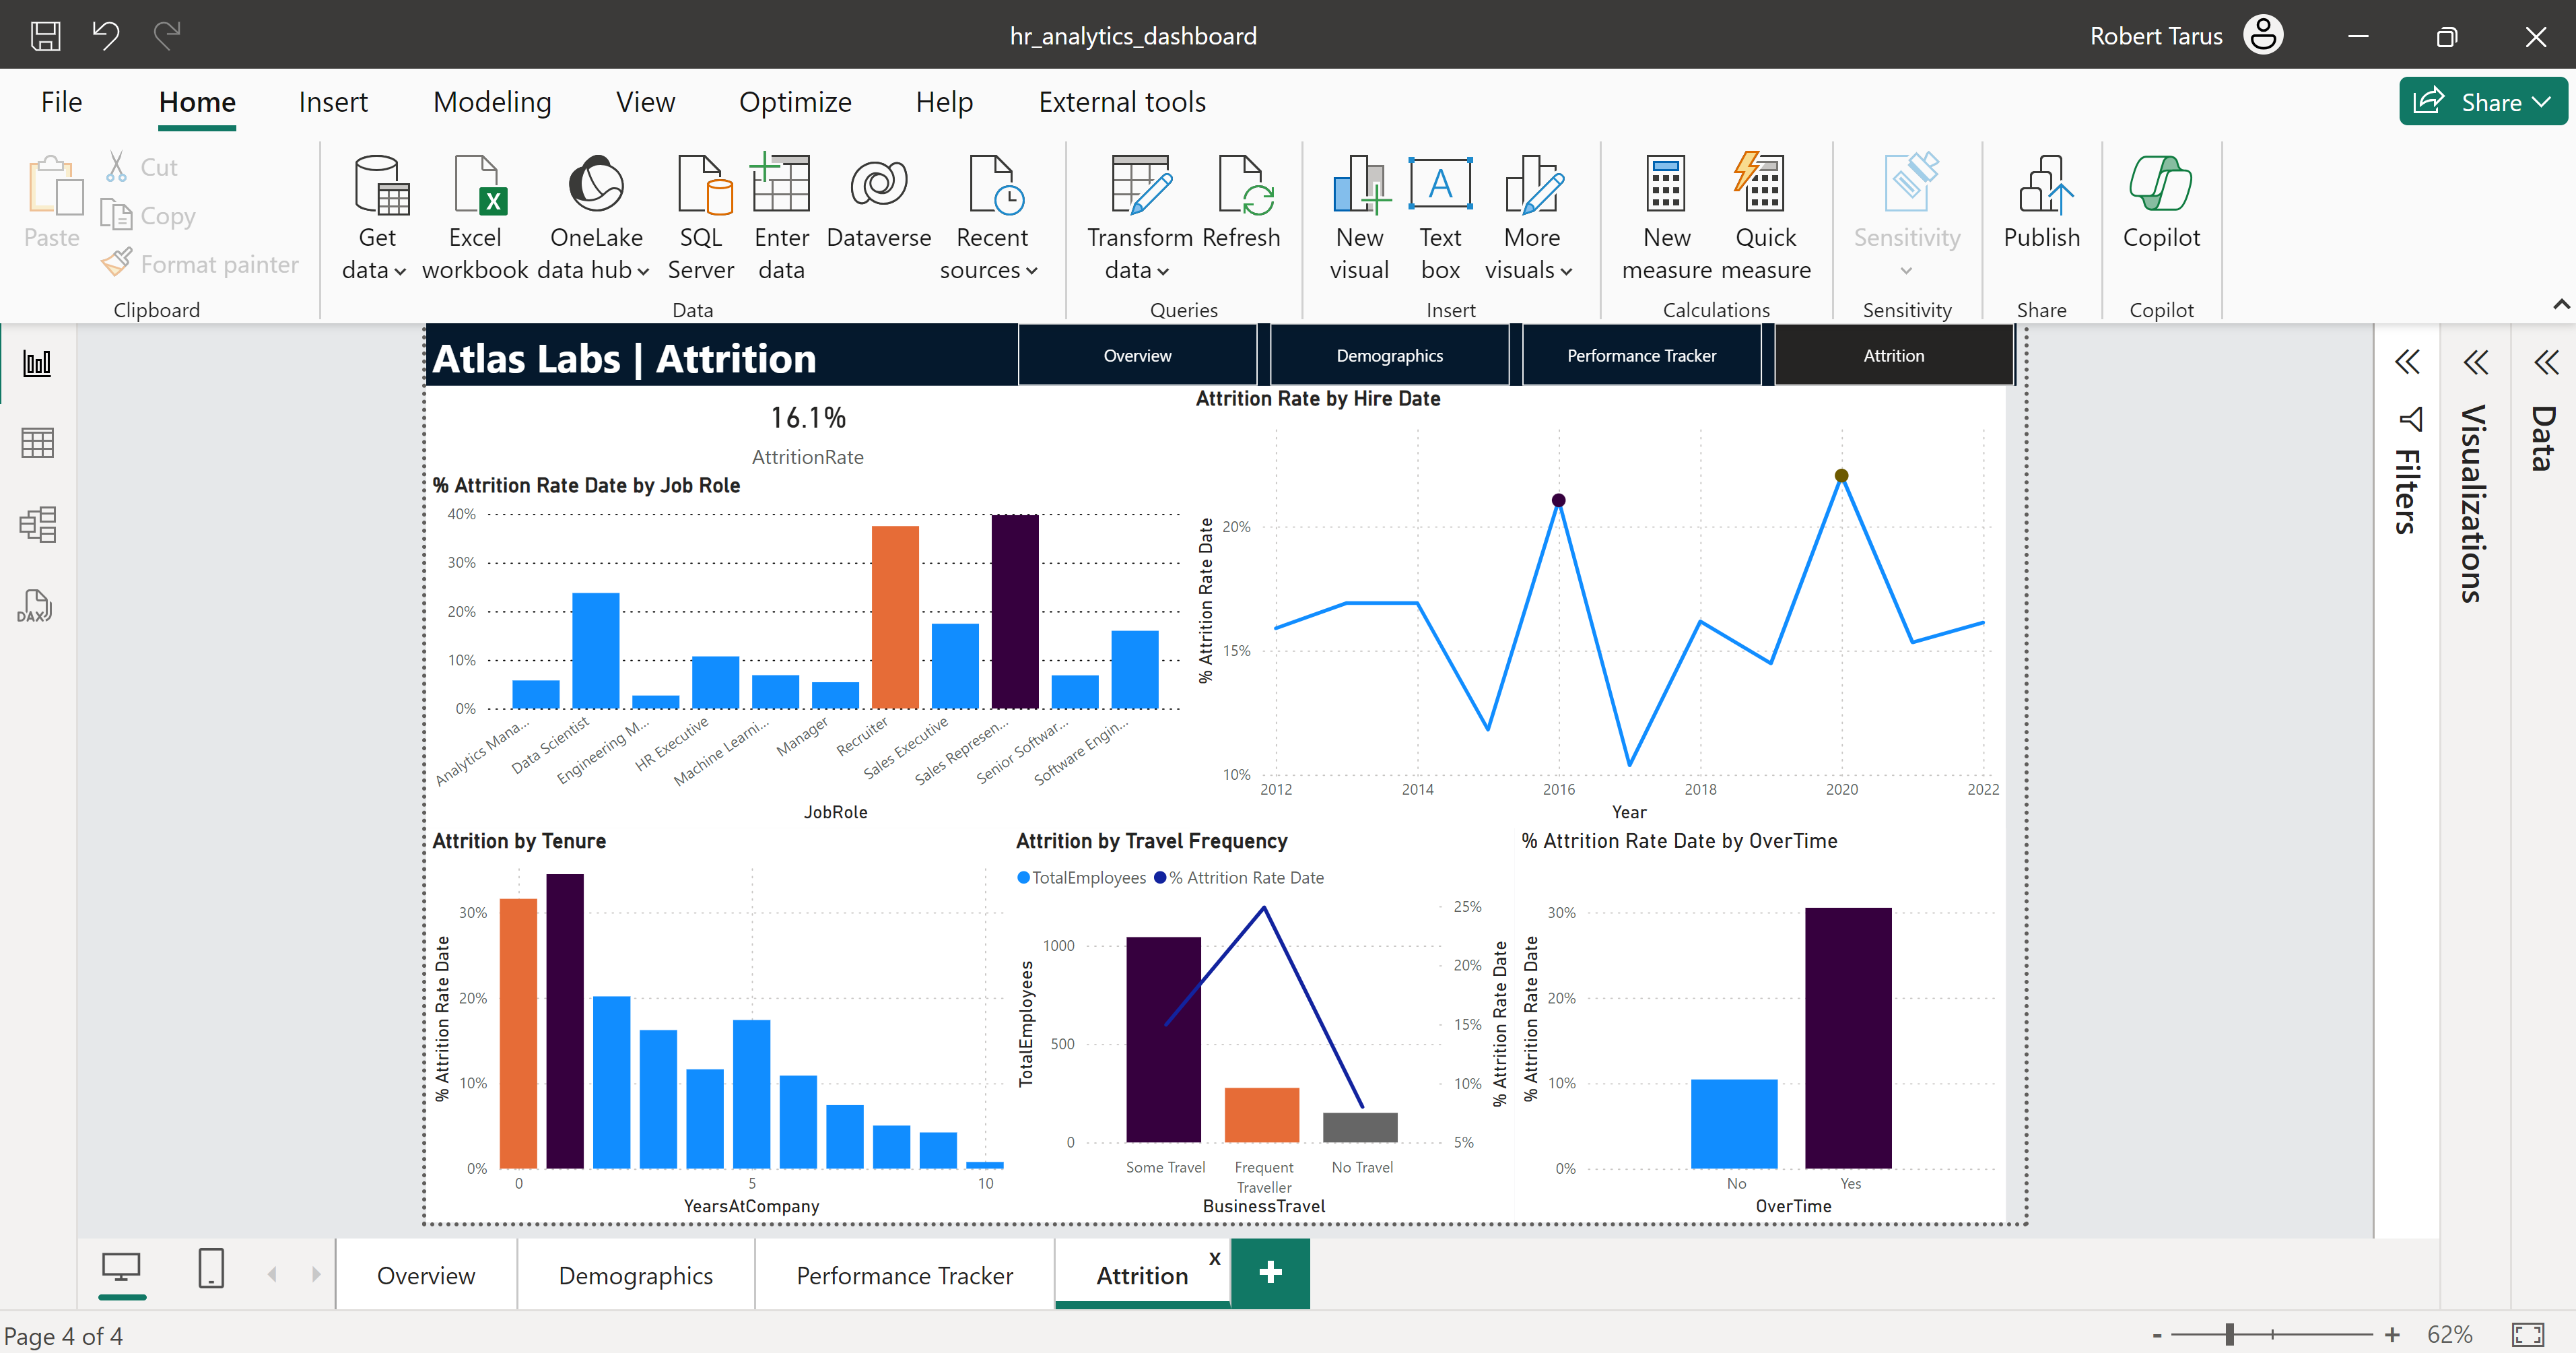 hr_analytics_dashboard
Robert Tarus
File Home Insert Modeling View Optimize Help External tools
Share
Paste
Cut
Copy
Format painter
Clipboard
Get data
Excel workbook
OneLake data hub
SQL Server
Enter data
Dataverse
Recent sources
Data
Transform data
Refresh
Queries
New visual
A
Text box
More visuals
Insert
New measure
Quick measure
Calculations
Sensitivity
Sensitivity
Publish
Share
Copilot
Copilot
DAX
Atlas Labs | Attrition
Overview
Demographics
Performance Tracker
Attrition
16.1%
AttritionRate
% Attrition Rate Date by Job Role
40%
30%
20%
10%
0%
Analytics Mana...
Data Scientist
Engineering M...
HR Executive
Machine Learni...
Manager
Recruiter
Sales Executive
Sales Represen...
Senior Softwar...
Software Engin...
JobRole
Attrition Rate by Hire Date
% Attrition Rate Date
20%
15%
10%
2012 2014 2016 2018 2020 2022
Year
Attrition by Tenure
% Attrition Rate Date
30%
20%
10%
0%
0 5 10
YearsAtCompany
Attrition by Travel Frequency
TotalEmployees % Attrition Rate Date
TotalEmployees
1000
500
0
25%
20%
15%
10%
5%
% Attrition Rate Date
Some Travel
Frequent Traveller
No Travel
BusinessTravel
% Attrition Rate Date by OverTime
% Attrition Rate Date
30%
20%
10%
0%
No Yes
OverTime
Filters
Visualizations
Data
Overview
Demographics
Performance Tracker
Attrition
x
Page 4 of 4
62%